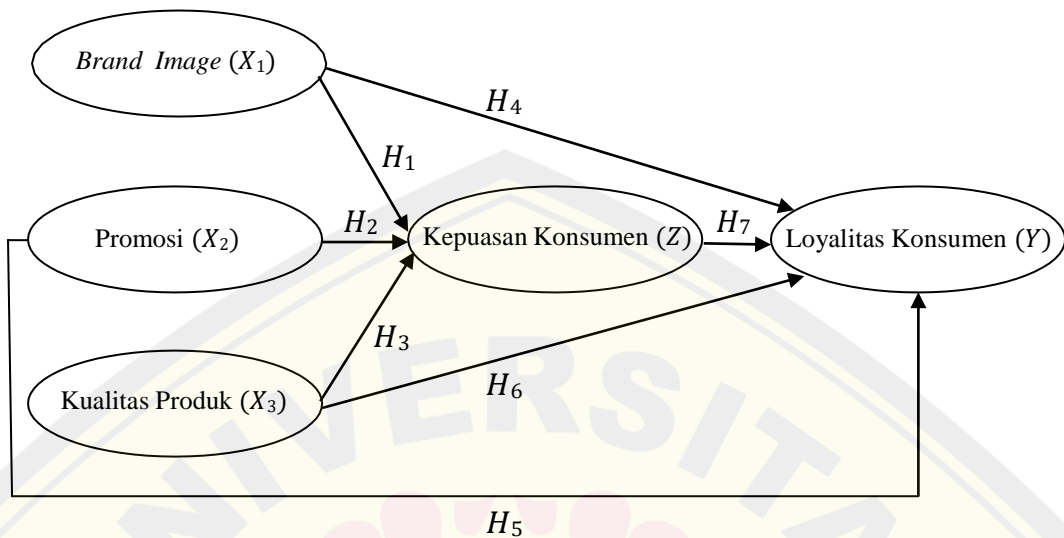 Brand Image (X₁)
H₄
H₁
Promosi (X₂)
H₂
Kepuasan Konsumen (Z)
H₇
Loyalitas Konsumen (Y)
H₃
Kualitas Produk (X₃)
H₆
UNIVERSITA
H₅